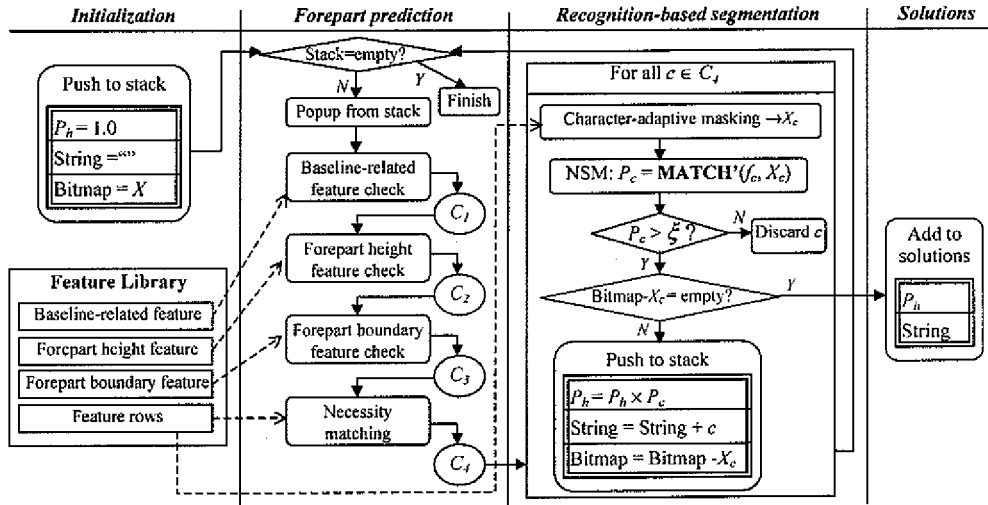 Initialization
Forepart prediction
Recognition-based segmentation
Solutions
Push to stack
P_h = 1.0
String = “”
Bitmap = X
Feature Library
Baseline-related feature
Forepart height feature
Forepart boundary feature
Feature rows
Stack=empty?
N
Y
Finish
Popup from stack
Baseline-related
feature check
C_1
Forepart height
feature check
C_2
Forepart boundary
feature check
C_3
Necessity
matching
C_4
For all c ∈ C_4
Character-adaptive masking →X_c
NSM: P_c = MATCH’(f_c, X_c)
P_c > ξ ?
N
Discard c
Y
Bitmap-X_c= empty?
Y
N
Push to stack
P_h = P_h × P_c
String = String + c
Bitmap = Bitmap -X_c
Add to
solutions
P_h
String